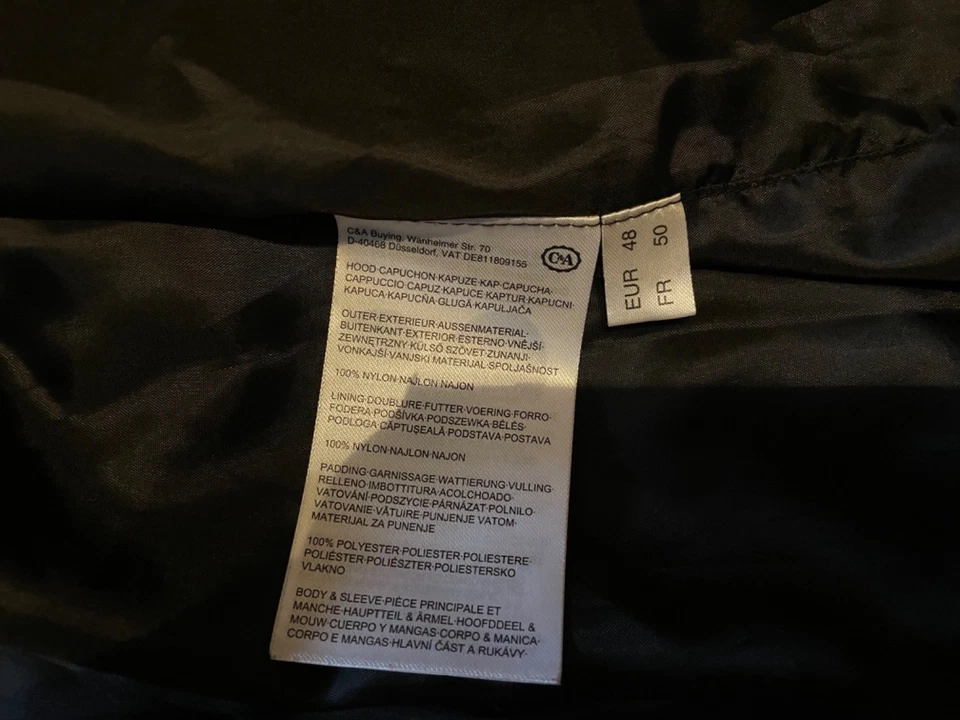 C&A Buying, Wanheimer Str. 70
D-40468 Düsseldorf, VAT DE811809155
C&A
HOOD·CAPUCHON·KAPUZE·KAP·CAPUCHA·
CAPPUCCIO·CAPUZ·KAPUCE·KAPTUR·KAPUCNI·
KAPUCA·KAPUCŇA·GLUGĂ·KAPULJAČA
OUTER·EXTERIEUR·AUSSENMATERIAL·
BUITENKANT·EXTERIOR·ESTERNO·VNĚJŠÍ·
ZEWNĘTRZNY·KÜLSŐ SZÖVET·ZUNANJI·
VONKAJŠÍ·VANJSKI MATERIJAL·SPOLJAŠNOST
100% NYLON·NAJLON·NAJON
LINING·DOUBLURE·FUTTER·VOERING·FORRO·
FODERA·PODŠÍVKA·PODSZEWKA·BÉLÉS·
PODLOGA·CĂPTUȘEALĂ·PODSTAVA·POSTAVA
100% NYLON·NAJLON·NAJON
PADDING·GARNISSAGE·WATTIERUNG·VULLING·
RELLENO·IMBOTTITURA·ACOLCHOADO·
VATOVÁNÍ·PODSZYCIE·PÁRNÁZAT·POLNILO·
VATOVANIE·VĂTUIRE·PUNJENJE VATOM·
MATERIJAL ZA PUNENJE
100% POLYESTER·POLIESTER·POLIESTERE·
POLIÉSTER·POLIÉSZTER·POLIESTERSKO
VLAKNO
BODY & SLEEVE·PIÈCE PRINCIPALE ET
MANCHE·HAUPTTEIL & ÄRMEL·HOOFDDEEL &
MOUW·CUERPO Y MANGAS·CORPO & MANICA·
CORPO E MANGAS·HLAVNÍ ČÁST A RUKÁVY·
EUR 48
FR 50